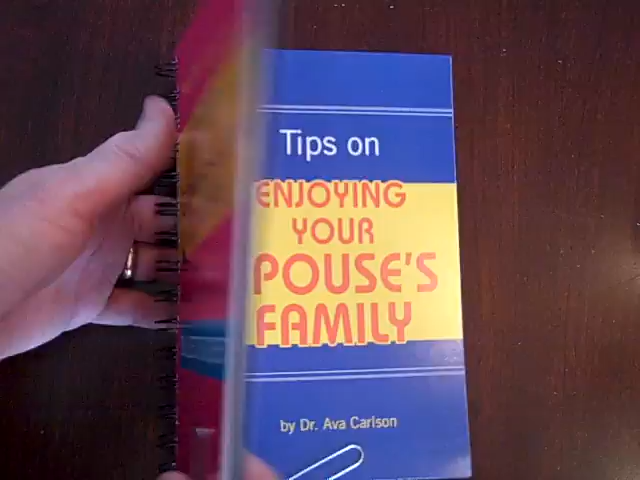 Tips on
ENJOYING
YOUR
POUSE'S
FAMILY
by Dr. Ava Carlson